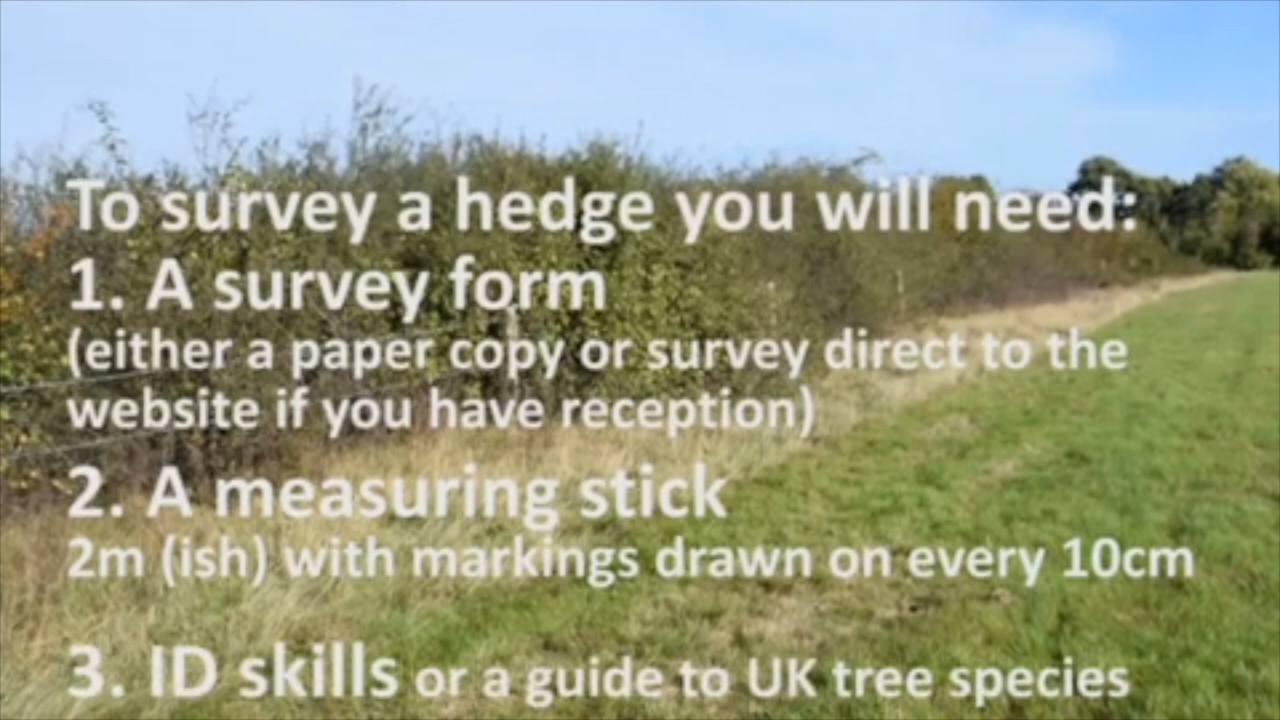 To survey a hedge you will need:
1. A survey form
(either a paper copy or survey direct to the
website if you have reception)
2. A measuring stick
2m (ish) with markings drawn on every 10cm
3. ID skills or a guide to UK tree species